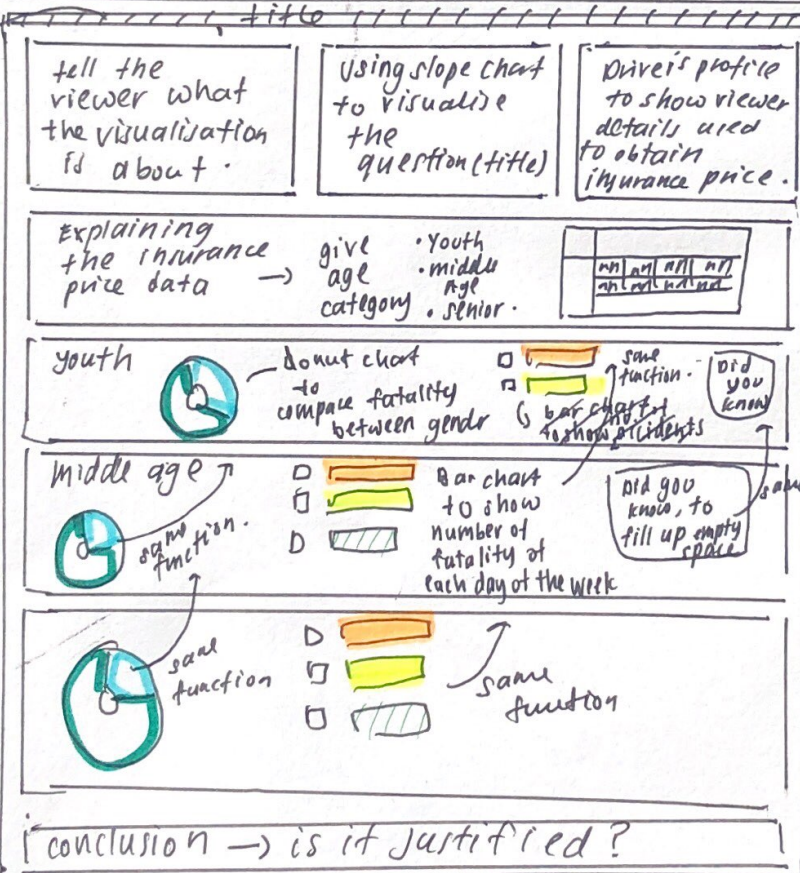 title
tell the
viewer what
the visualisation
is about.
Using slope chart
to visualise
the
question (title)
Driver's profile
to show viewer
details used
to obtain
insurance price.
Explaining
the insurance
price data
→
give
age
category
• Youth
• middle
Age
• senior.
youth
donut chart
to
compare fatality
between gendr
same
function.
bar chart
to show accidents
Did
you
know
middle age
same
function.
Bar chart
to show
number of
fatality of
each day of the week
Did you
know, to
fill up empty
space
same
same
function
same
function
conclusion → is it justified?